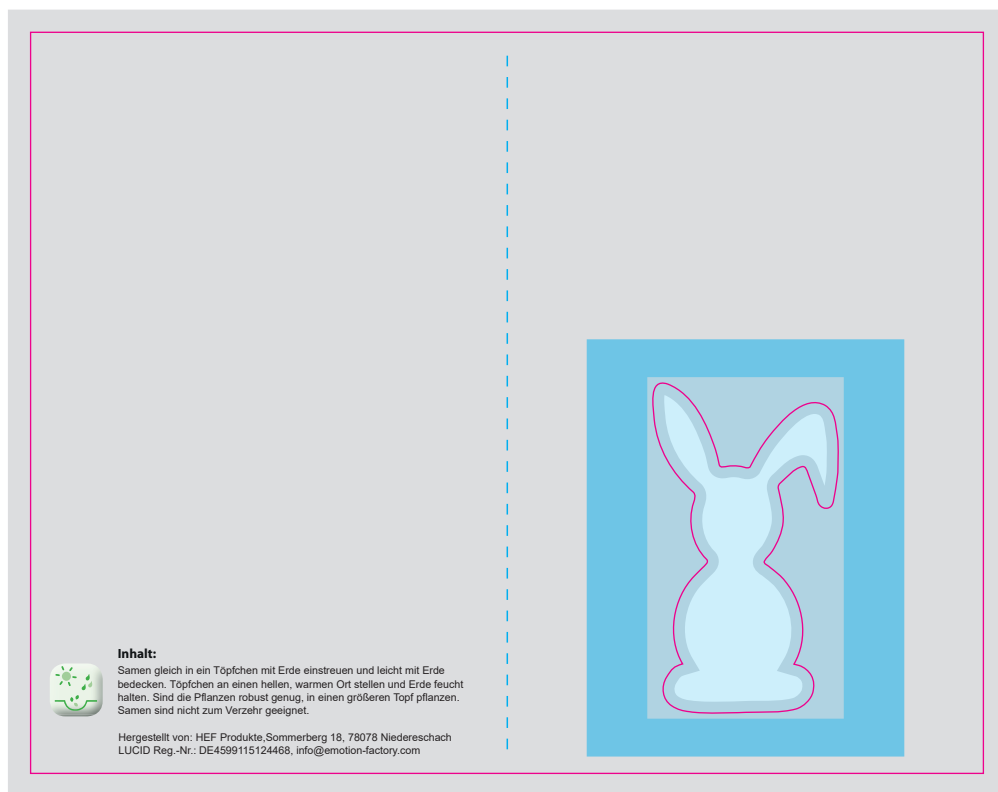 Inhalt:
Samen gleich in ein Töpfchen mit Erde einstreuen und leicht mit Erde
bedecken. Töpfchen an einen hellen, warmen Ort stellen und Erde feucht
halten. Sind die Pflanzen robust genug, in einen größeren Topf pflanzen.
Samen sind nicht zum Verzehr geeignet.
Hergestellt von: HEF Produkte,Sommerberg 18, 78078 Niedereschach
LUCID Reg.-Nr.: DE4599115124468, info@emotion-factory.com